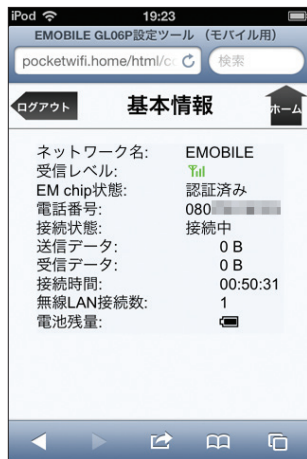 iPod 19:23
EMOBILE GL06P設定ツール （モバイル用）
pocketwifi.home/html/c 検索
ログアウト 基本情報 ホーム
ネットワーク名: EMOBILE
受信レベル:
EM chip状態: 認証済み
電話番号: 080
接続状態: 接続中
送信データ: 0 B
受信データ: 0 B
接続時間: 00:50:31
無線LAN接続数: 1
電池残量: